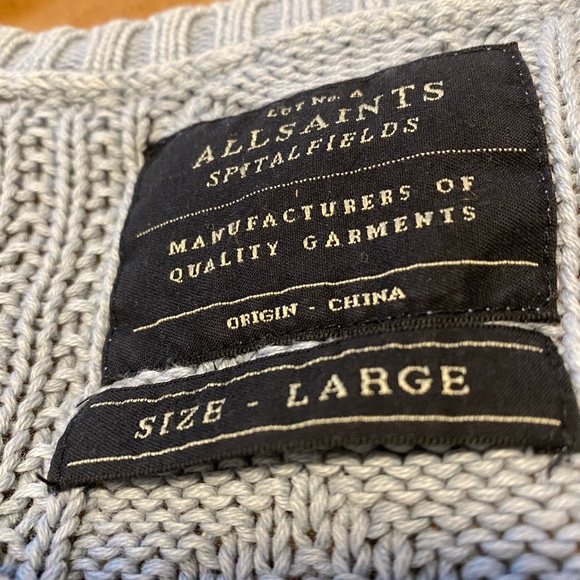 LOT No. A
ALLSAINTS
SPITALFIELDS
MANUFACTURERS OF
QUALITY GARMENTS
ORIGIN - CHINA
SIZE - LARGE